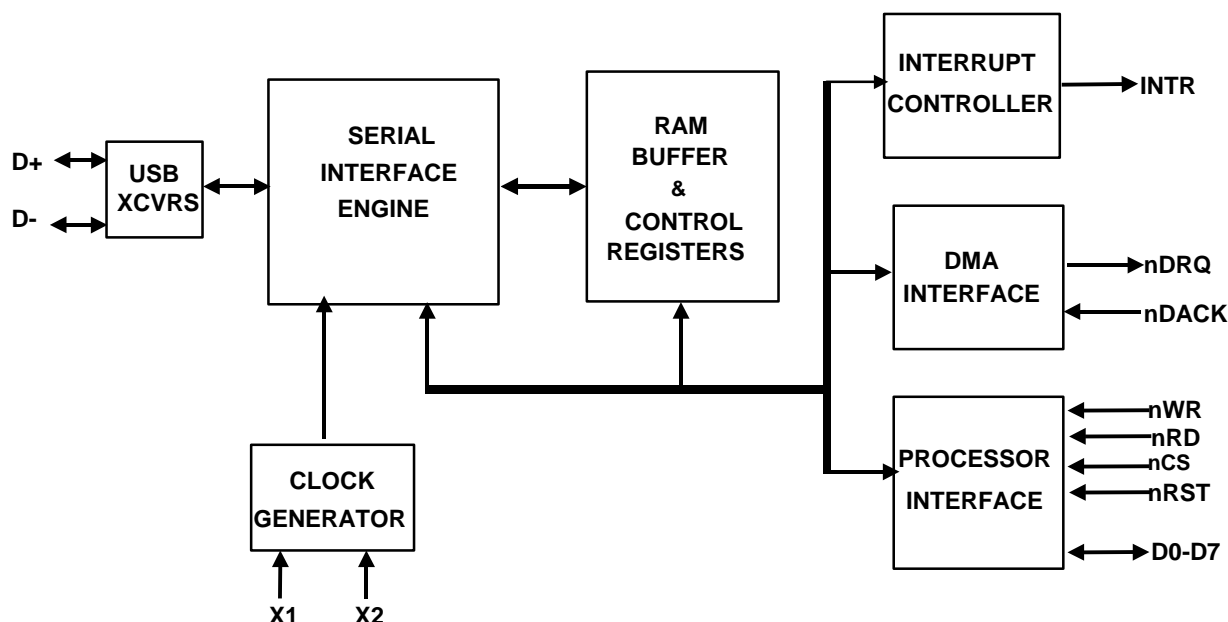 D+
D-
USB
XCVRS
SERIAL
INTERFACE
ENGINE
RAM
BUFFER
&
CONTROL
REGISTERS
INTERRUPT
CONTROLLER
INTR
DMA
INTERFACE
nDRQ
nDACK
PROCESSOR
INTERFACE
nWR
nRD
nCS
nRST
D0-D7
CLOCK
GENERATOR
X1
X2